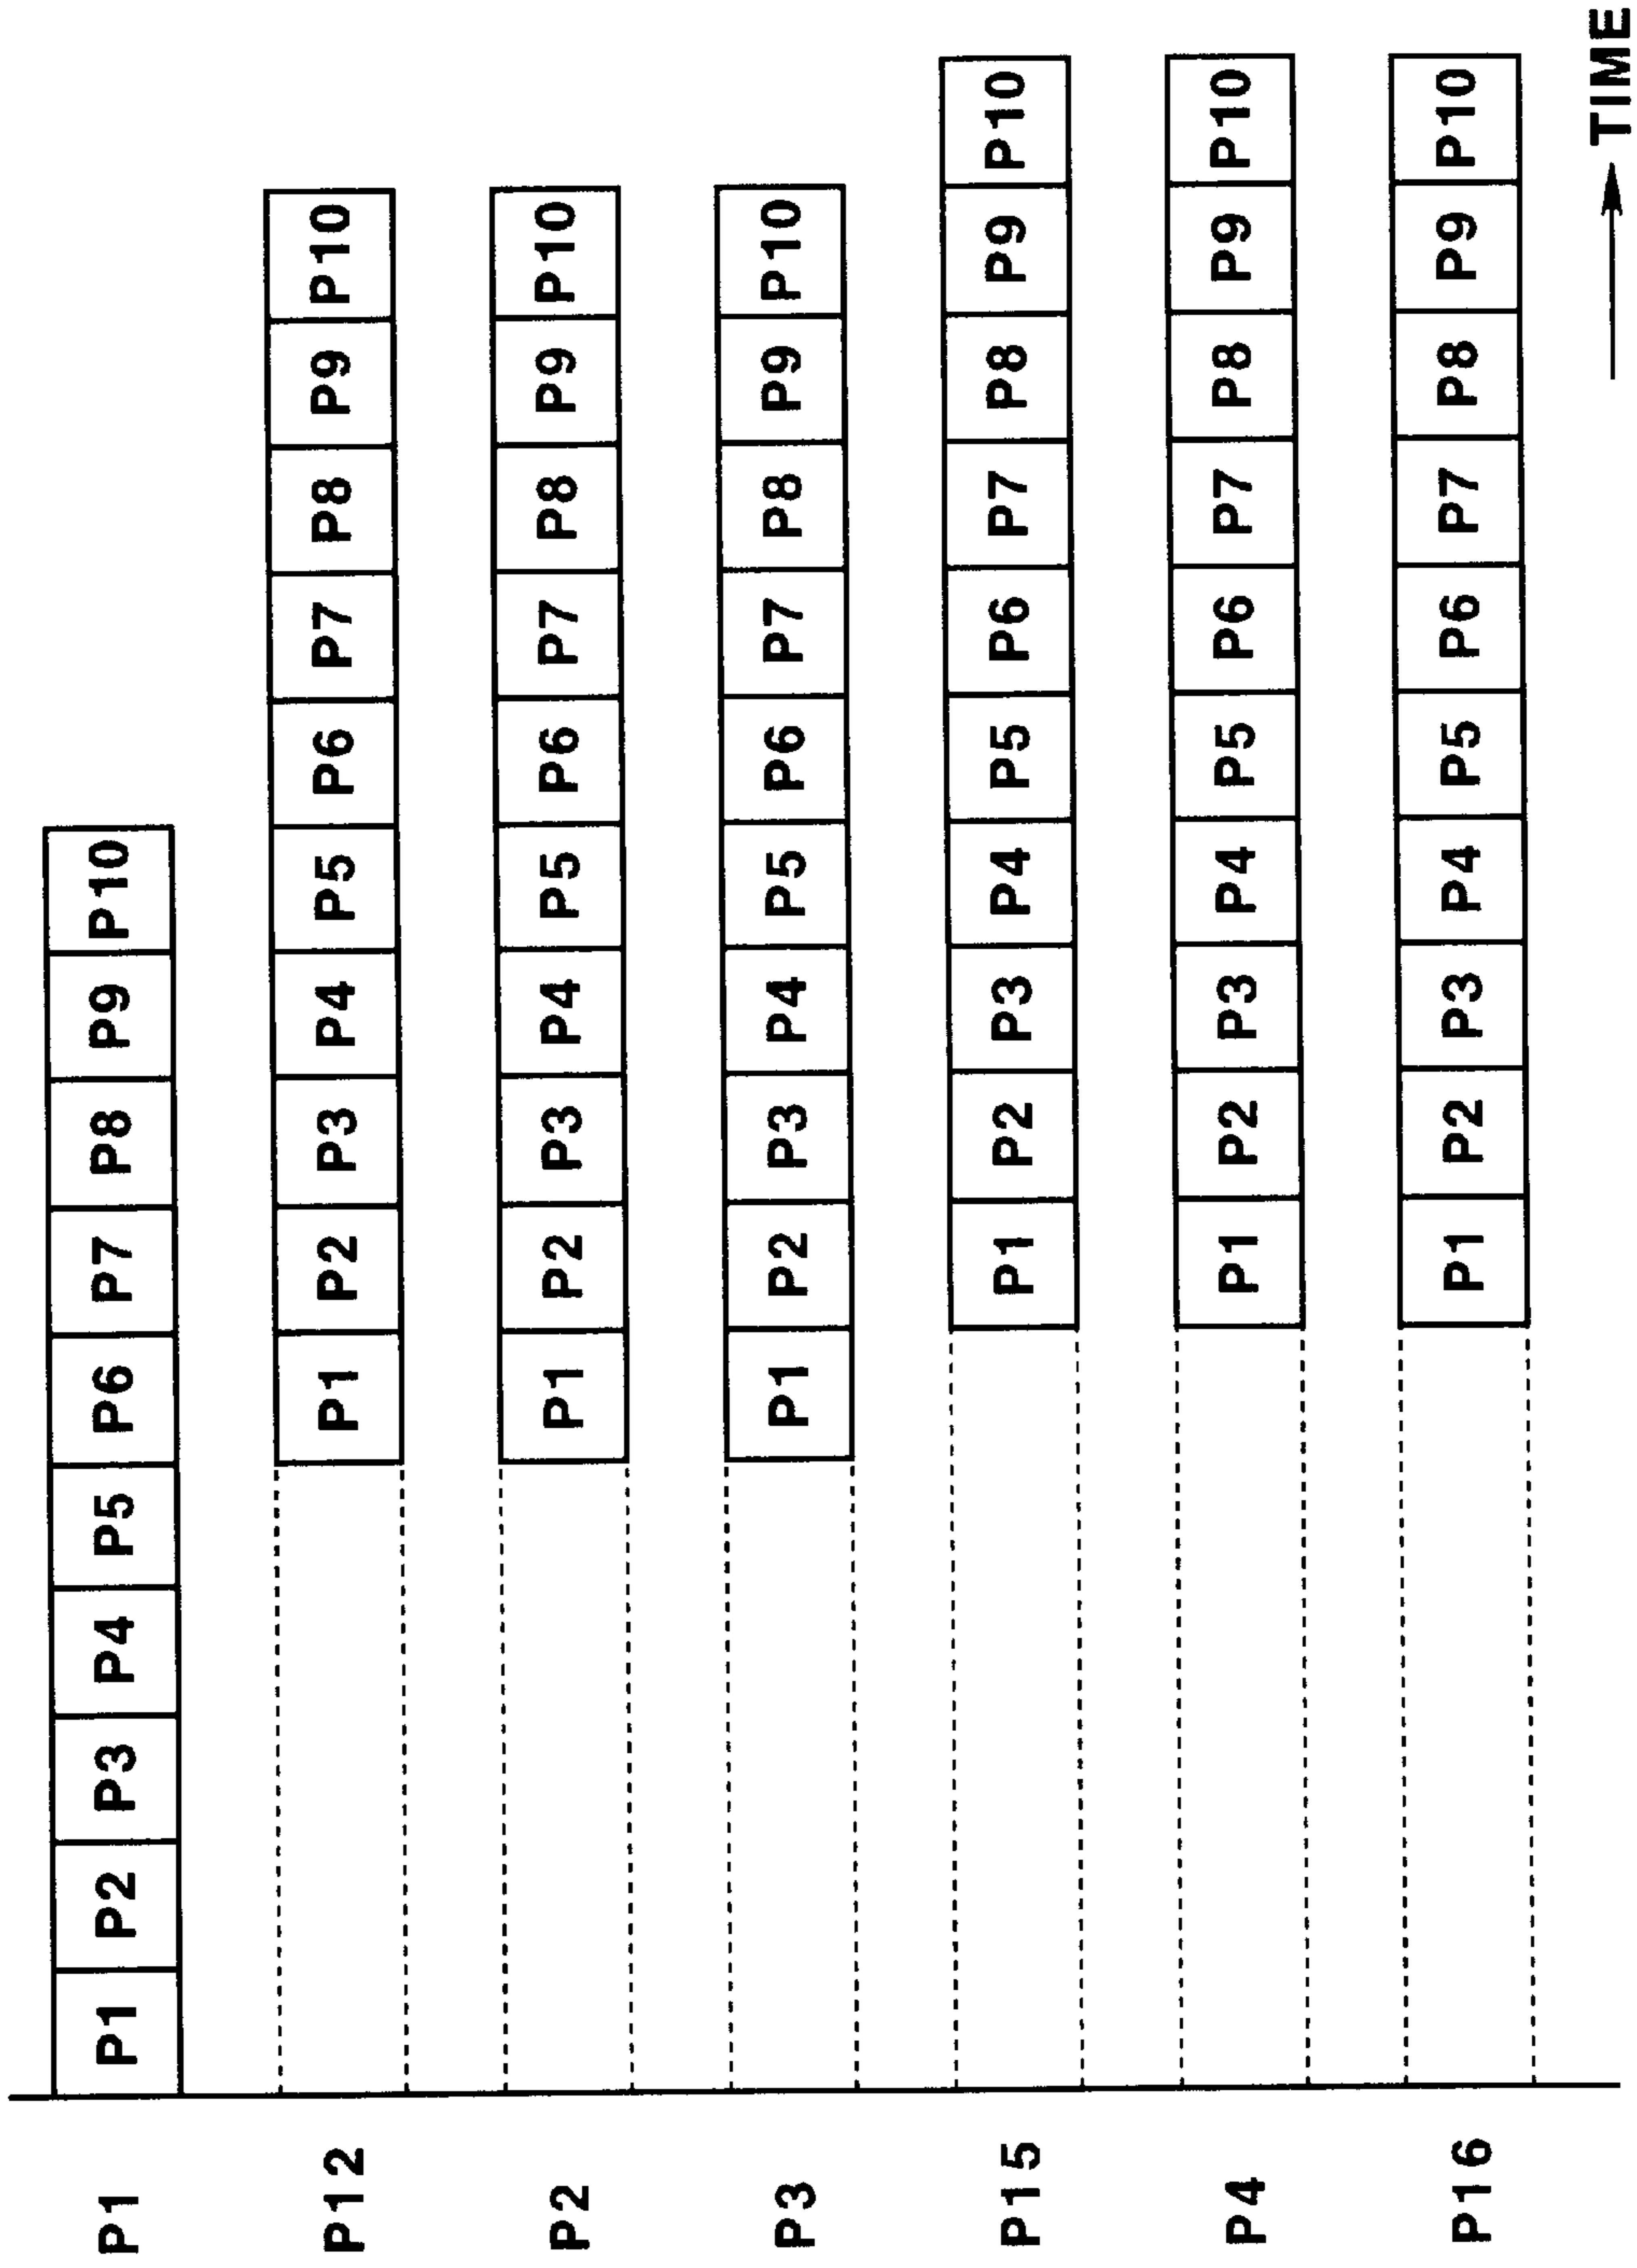 P1 P1 P2 P3 P4 P5 P6 P7 P8 P9 P10
P12 P1 P2 P3 P4 P5 P6 P7 P8 P9 P10
P2 P1 P2 P3 P4 P5 P6 P7 P8 P9 P10
P3 P1 P2 P3 P4 P5 P6 P7 P8 P9 P10
P15 P1 P2 P3 P4 P5 P6 P7 P8 P9 P10
P4 P1 P2 P3 P4 P5 P6 P7 P8 P9 P10
P16 P1 P2 P3 P4 P5 P6 P7 P8 P9 P10
TIME